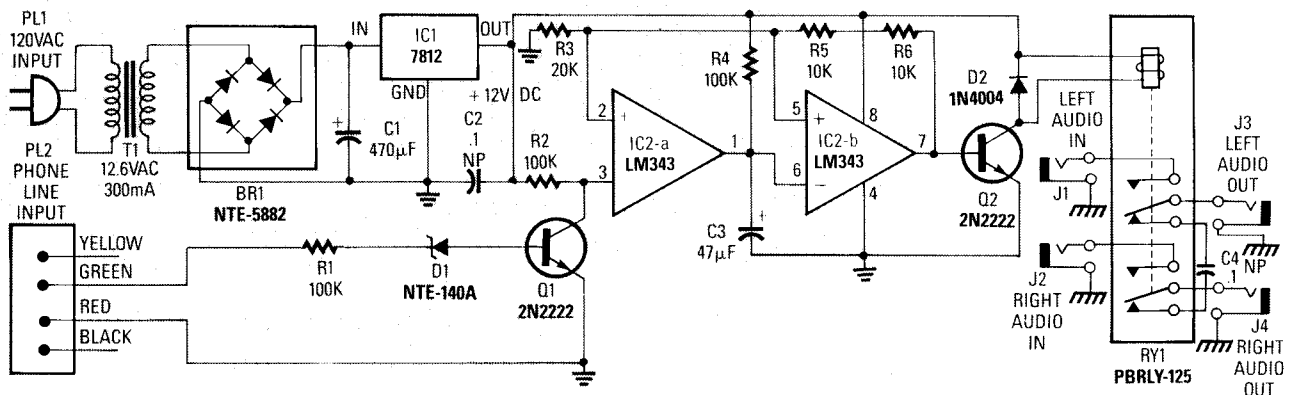 PL1
120VAC
INPUT
T1
12.6VAC
300mA
BR1
NTE-5882
IN
IC1
7812
OUT
GND
+12V DC
+
C1
470µF
C2
.1
NP
R2
100K
R3
20K
2
+
IC2-a
LM343
3
1
R4
100K
R5
10K
R6
10K
5
+
IC2-b
LM343
6
−
8
7
4
+
C3
47µF
D2
1N4004
Q2
2N2222
PL2
PHONE
LINE
INPUT
YELLOW
GREEN
RED
BLACK
R1
100K
D1
NTE-140A
Q1
2N2222
LEFT
AUDIO
IN
J1
J2
RIGHT
AUDIO
IN
J3
LEFT
AUDIO
OUT
C4
.1
NP
J4
RIGHT
AUDIO
OUT
RY1
PBRLY-125